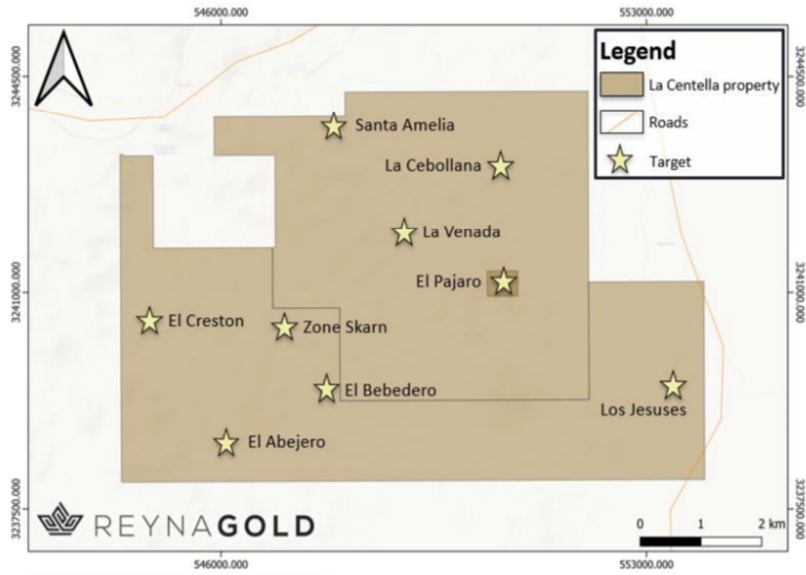 546000.000 553000.000
3244500.000
3244500.000
Legend
La Centella property
Roads
Target
Santa Amelia
La Cebollana
La Venada
El Pajaro
3241000.000
3241000.000
El Creston
Zone Skarn
El Bebedero
Los Jesuses
El Abejero
3237500.000
3237500.000
REYNAGOLD
0 1 2 km
546000.000 553000.000